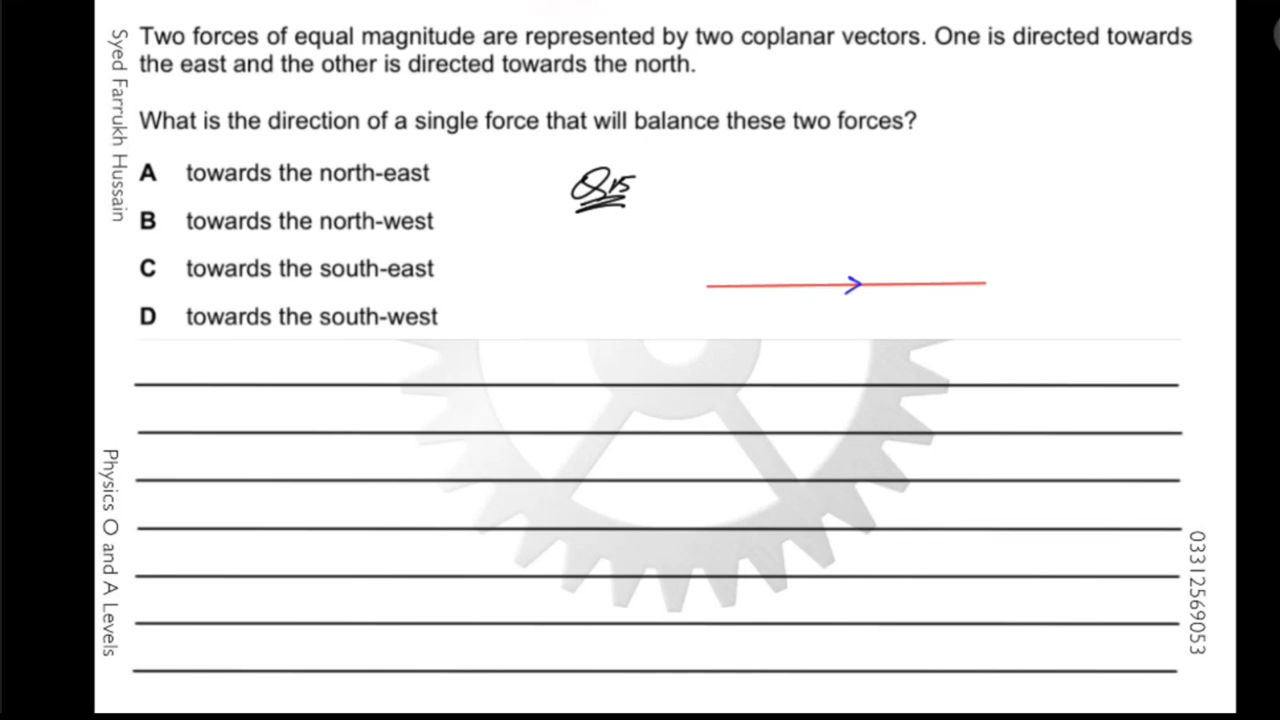 Two forces of equal magnitude are represented by two coplanar vectors. One is directed towards
the east and the other is directed towards the north.
What is the direction of a single force that will balance these two forces?
A towards the north-east
B towards the north-west
C towards the south-east
D towards the south-west
Q15
Syed Farrukh Hussain
Physics O and A Levels
03312569053